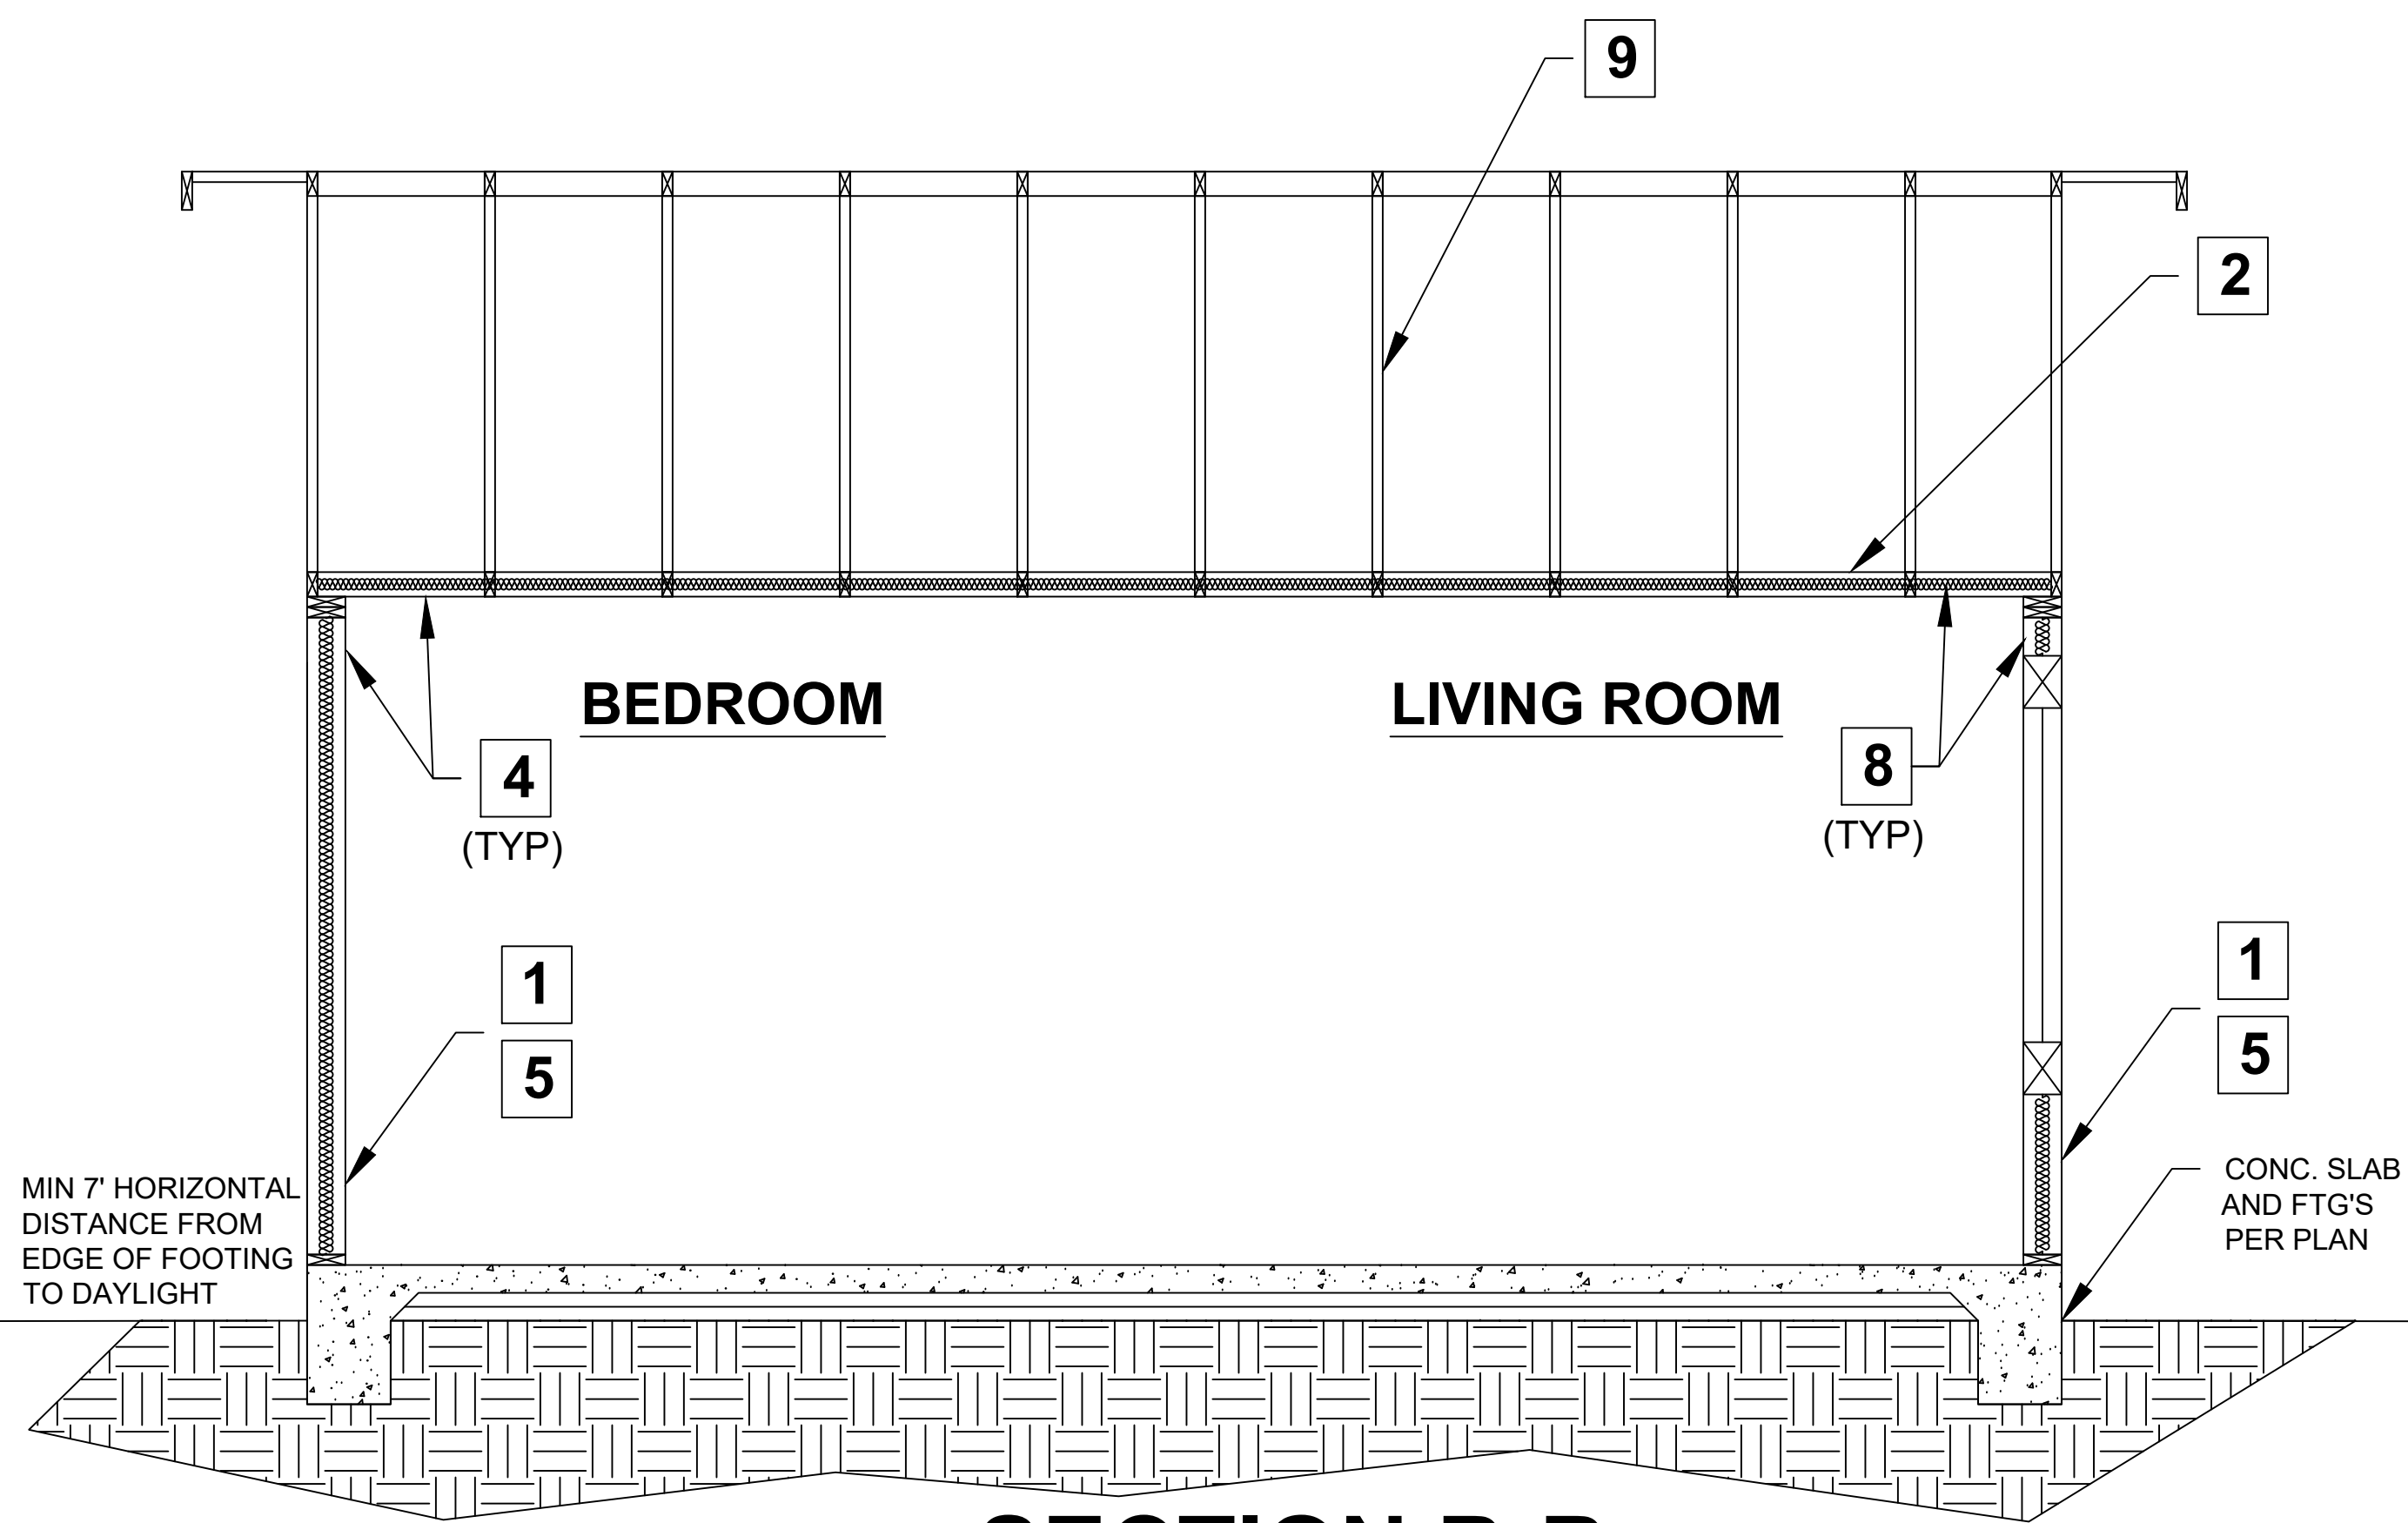 9
2
BEDROOM
LIVING ROOM
4
(TYP)
8
(TYP)
1
5
1
5
MIN 7' HORIZONTAL
DISTANCE FROM
EDGE OF FOOTING
TO DAYLIGHT
CONC. SLAB
AND FTG'S
PER PLAN